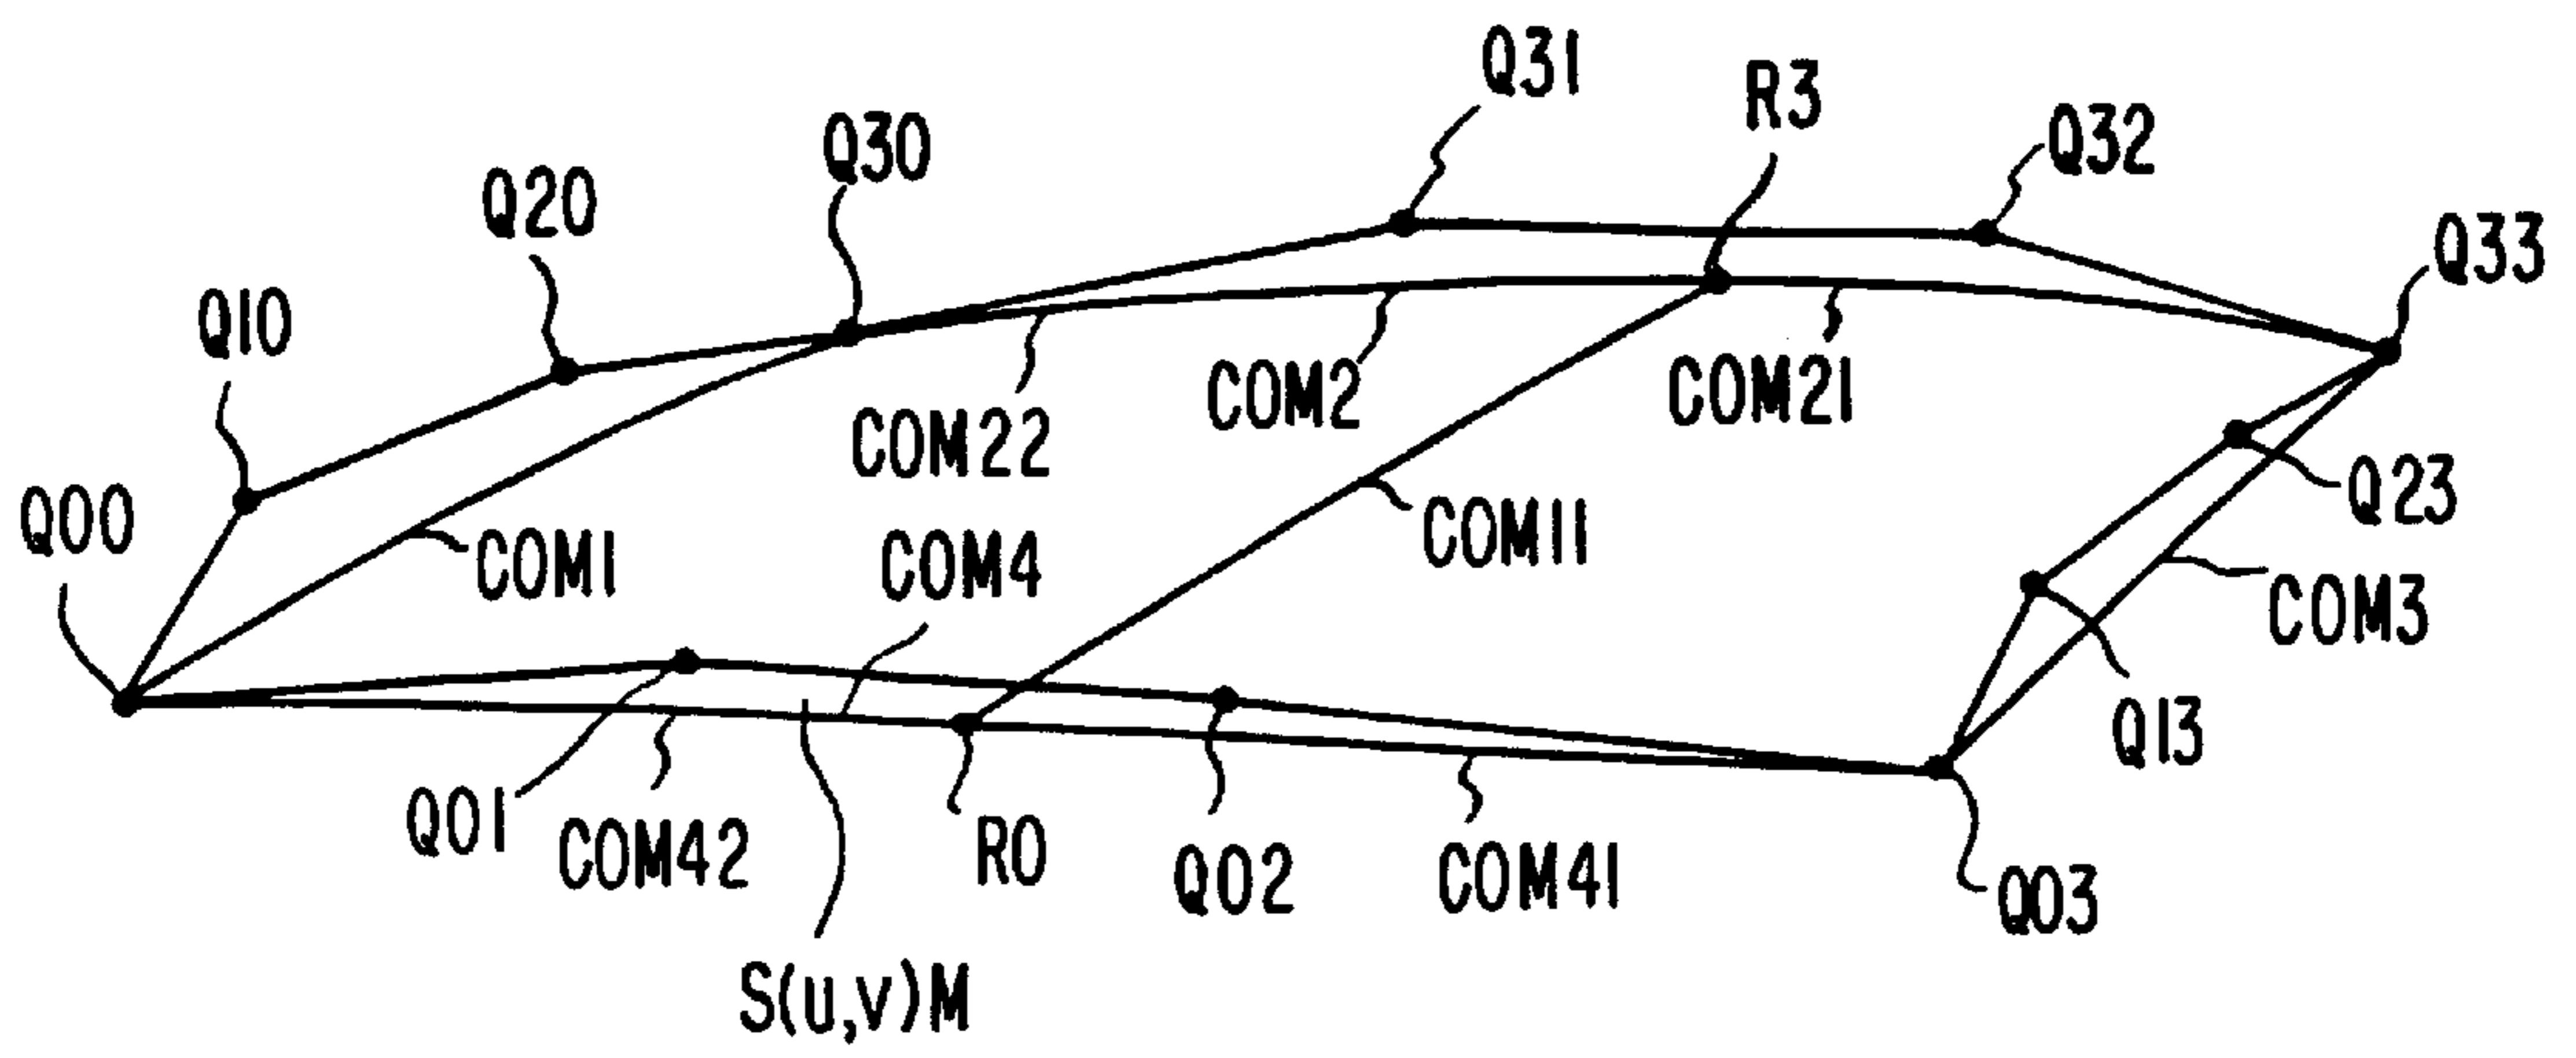 Q31
R3
Q32
Q30
Q20
Q33
Q10
COM22
COM2
COM21
Q00
COM1
COM4
COM11
Q23
COM3
Q13
Q01
COM42
R0
Q02
COM41
Q03
S(u,v)M